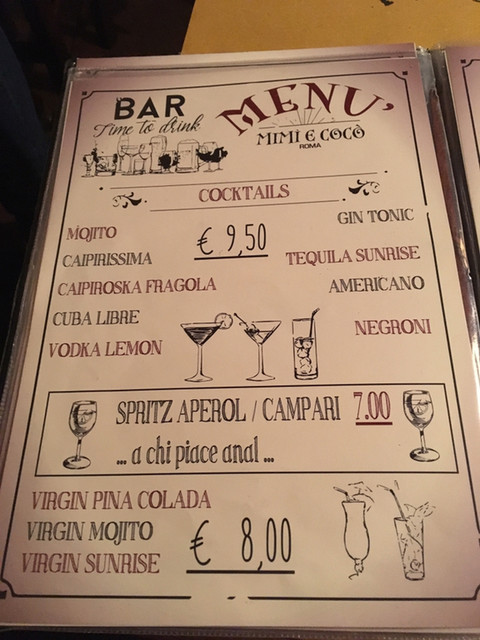 BAR
Time to drink
MENU'
MIMÌ E COCÒ
ROMA
COCKTAILS
MOJITO
CAIPIRISSIMA
CAIPIROSKA FRAGOLA
CUBA LIBRE
VODKA LEMON
€ 9,50
GIN TONIC
TEQUILA SUNRISE
AMERICANO
NEGRONI
SPRITZ APEROL / CAMPARI 7.00
... a chi piace anal ...
VIRGIN PINA COLADA
VIRGIN MOJITO
VIRGIN SUNRISE
€ 8,00